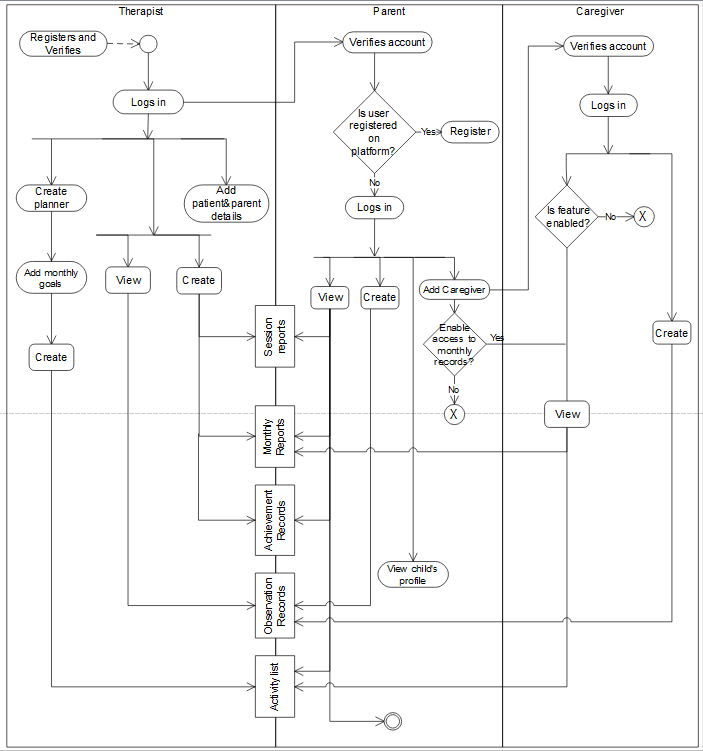 Therapist
Parent
Caregiver
Registers and
Verifies
Verifies account
Verifies account
Logs in
Logs in
Is user
registered
on
platform?
Yes
Register
No
Create
planner
Add
patient&parent
details
Logs in
Is feature
enabled?
No
X
Add monthly
goals
View
Create
View
Create
Add Caregiver
Session
reports
Enable
access to
monthly
records?
Yes
Create
Create
No
X
View
Monthly
Reports
Achievement
Records
View child's
profile
Observation
Records
Activity list